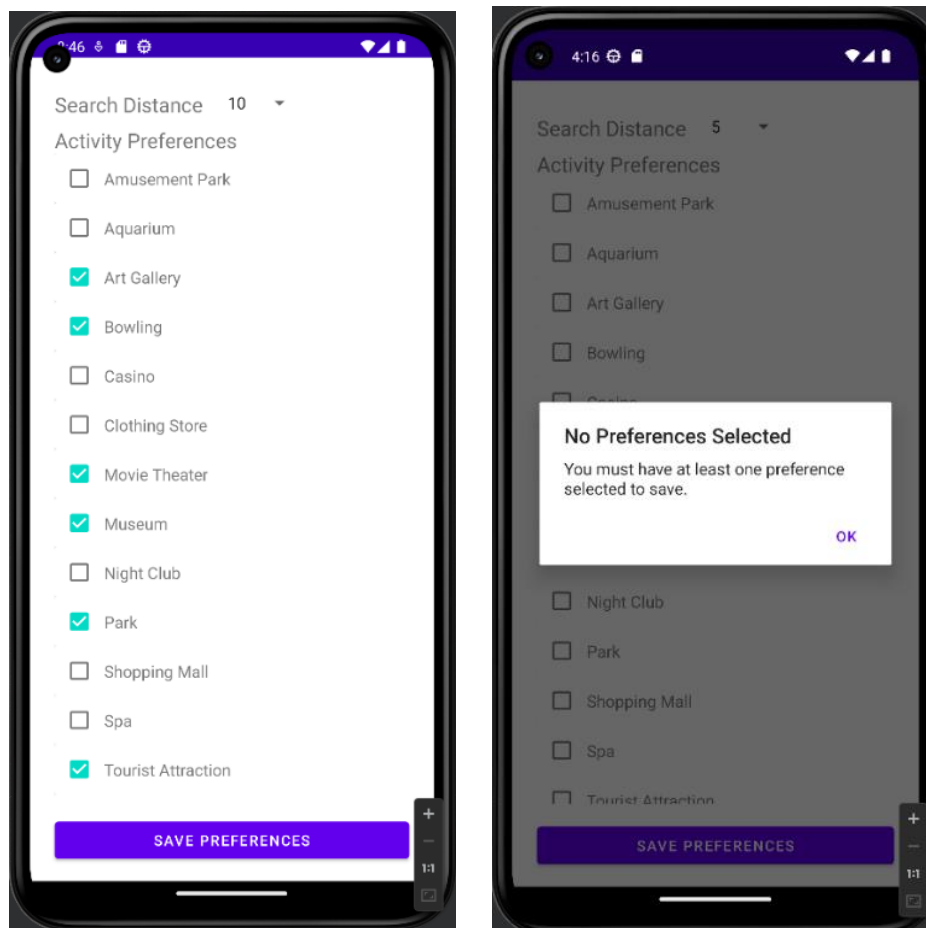 :46
Search Distance 10
Activity Preferences
Amusement Park
Aquarium
Art Gallery
Bowling
Casino
Clothing Store
Movie Theater
Museum
Night Club
Park
Shopping Mall
Spa
Tourist Attraction
SAVE PREFERENCES
1:1
4:16
Search Distance 5
Activity Preferences
Amusement Park
Aquarium
Art Gallery
Bowling
No Preferences Selected
You must have at least one preference
selected to save.
OK
Night Club
Park
Shopping Mall
Spa
Tourist Attraction
SAVE PREFERENCES
1:1